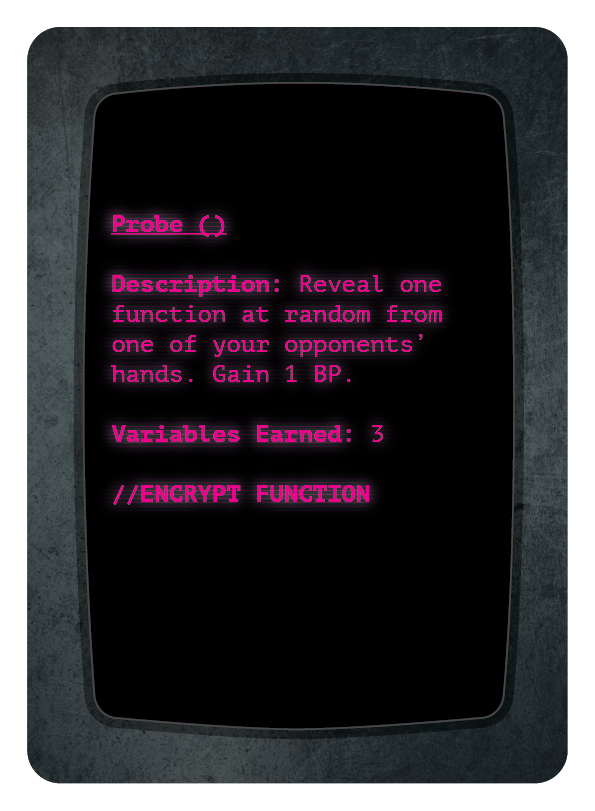 Probe ()
Description: Reveal one
function at random from
one of your opponents’
hands. Gain 1 BP.
Variables Earned: 3
//ENCRYPT FUNCTION